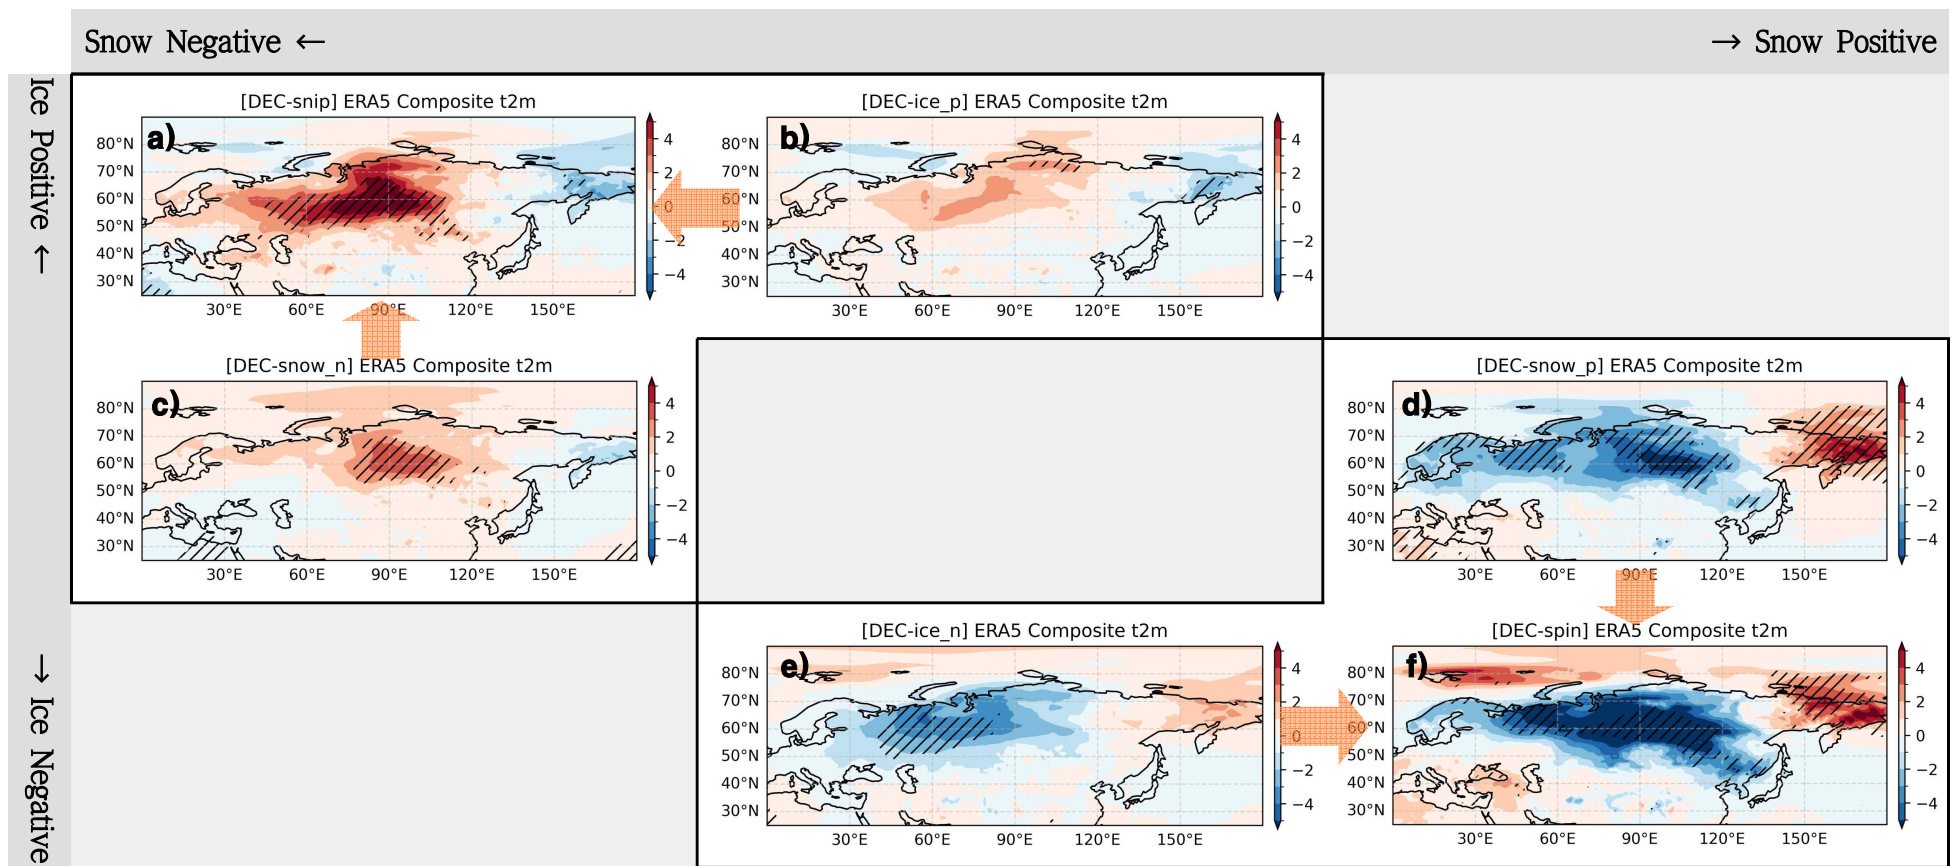 Snow Negative ←
→ Snow Positive
Ice Positive ←
→ Ice Negative
[DEC-snip] ERA5 Composite t2m
a)
80°N
70°N
60°N
50°N
40°N
30°N
30°E 60°E 90°E 120°E 150°E
4
2
0
−2
−4
[DEC-ice_p] ERA5 Composite t2m
b)
80°N
70°N
60°N
50°N
40°N
30°N
30°E 60°E 90°E 120°E 150°E
4
2
0
−2
−4
[DEC-snow_n] ERA5 Composite t2m
c)
80°N
70°N
60°N
50°N
40°N
30°N
30°E 60°E 90°E 120°E 150°E
4
2
0
−2
−4
[DEC-snow_p] ERA5 Composite t2m
d)
80°N
70°N
60°N
50°N
40°N
30°N
30°E 60°E 90°E 120°E 150°E
4
2
0
−2
−4
[DEC-ice_n] ERA5 Composite t2m
e)
80°N
70°N
60°N
50°N
40°N
30°N
30°E 60°E 90°E 120°E 150°E
4
2
0
−2
−4
[DEC-spin] ERA5 Composite t2m
f)
80°N
70°N
60°N
50°N
40°N
30°N
30°E 60°E 90°E 120°E 150°E
4
2
0
−2
−4